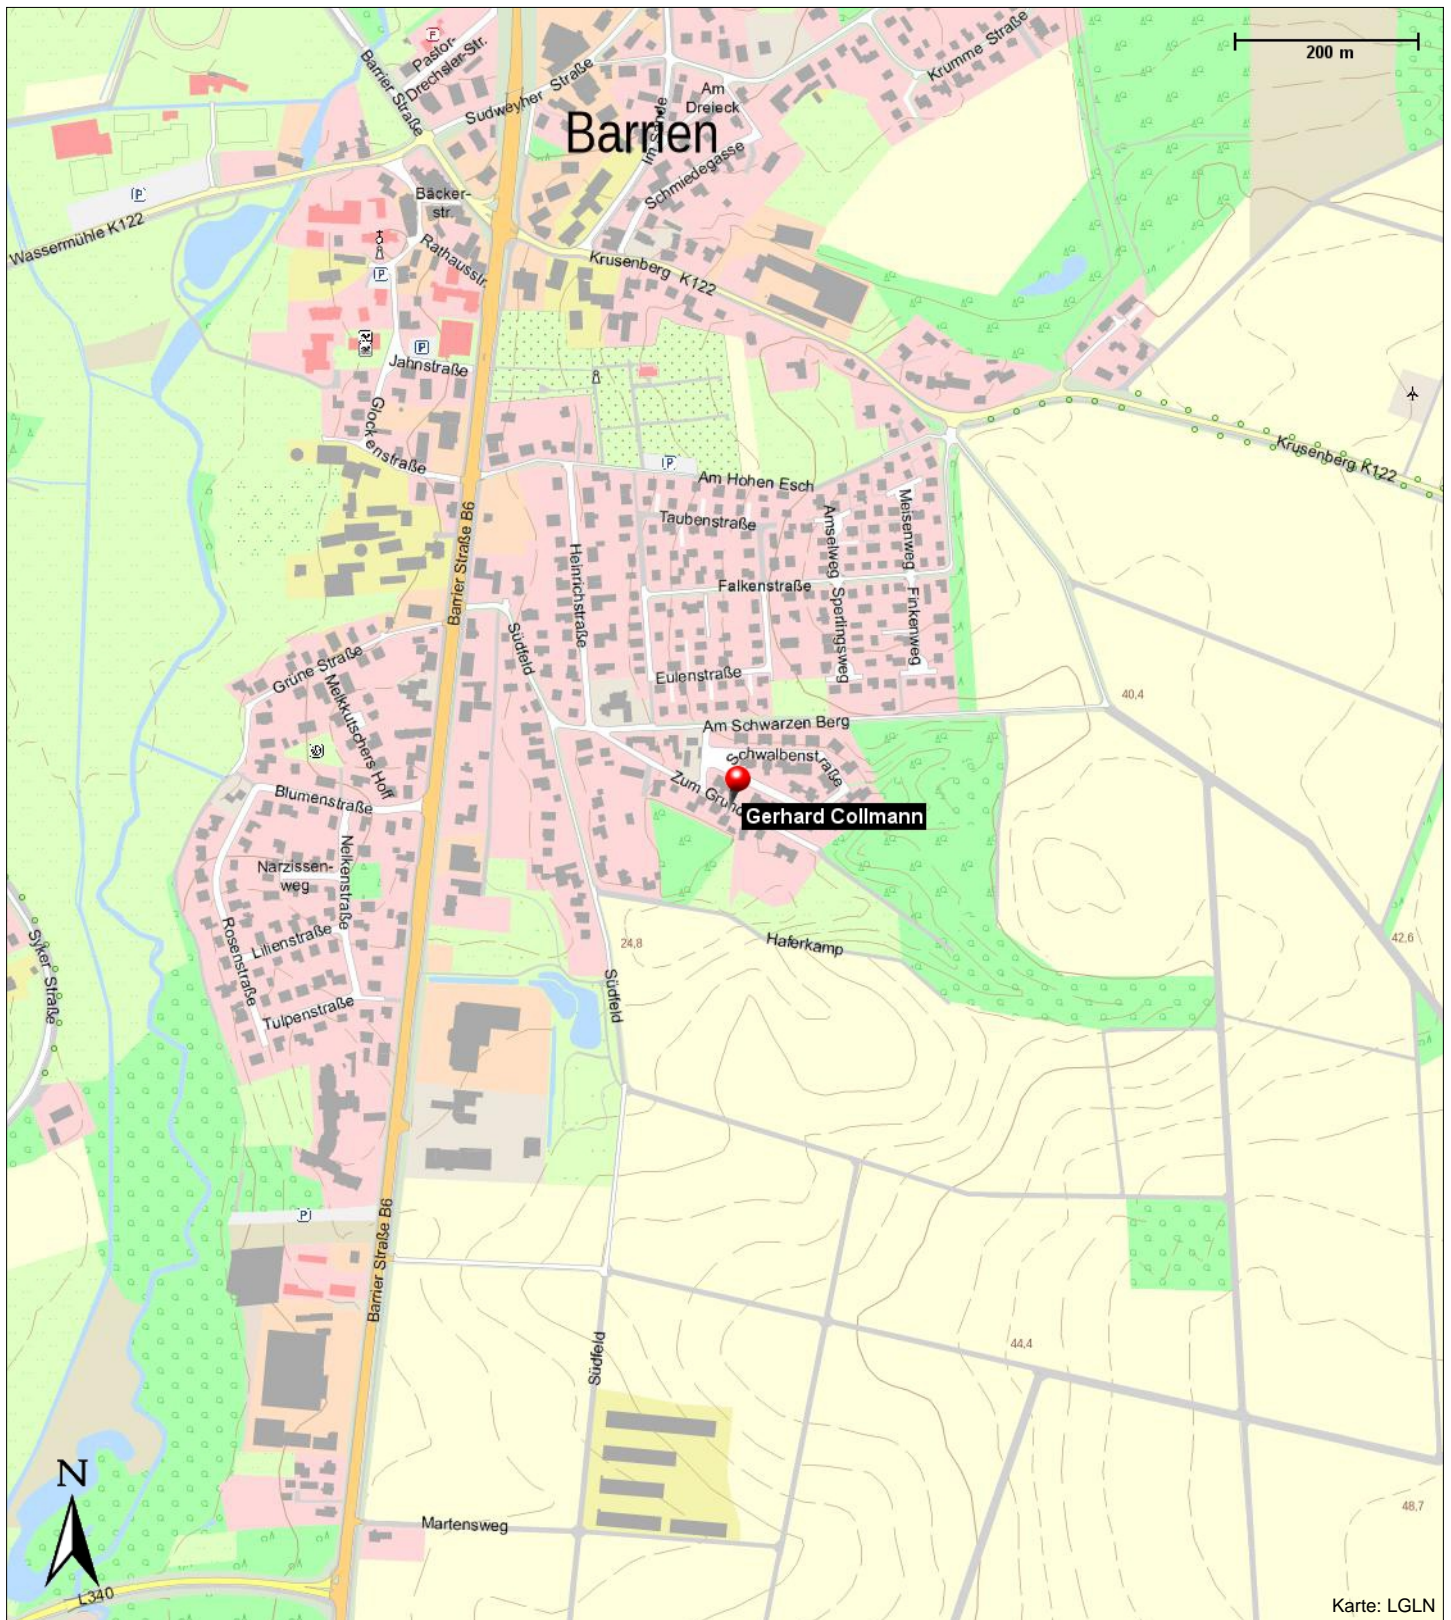 200 m
Krumme Straße
Pastor-
Drechsler-Str.
Barrier Straße
Sudweyher Straße
Am
Dreieck
Barrien
Im Sande
Schmiedegasse
Bäcker-
str.
Wassermühle K122
Rathausstr.
Krusenberg K122
Jahnstraße
Glockenstraße
Krusenberg K122
Am Hohen Esch
Taubenstraße
Amselweg
Meisenweg
Barrier Straße B6
Heinrichstraße
Falkenstraße
Sperlingsweg
Finkenweg
Südfeld
Grüne Straße
Eulenstraße
Melkkutschers Hoff
40,4
Am Schwarzen Berg
Schwalbenstraße
Zum Grund
Gerhard Collmann
Blumenstraße
Nelkenstraße
Narzissen-
weg
Rosenstraße
Lilienstraße
Syker Straße
24,8
Haferkamp
42,6
Südfeld
Tulpenstraße
Barrier Straße B6
Südfeld
44,4
N
48,7
Martensweg
L340
Karte: LGLN
P
P
P
P
P
F